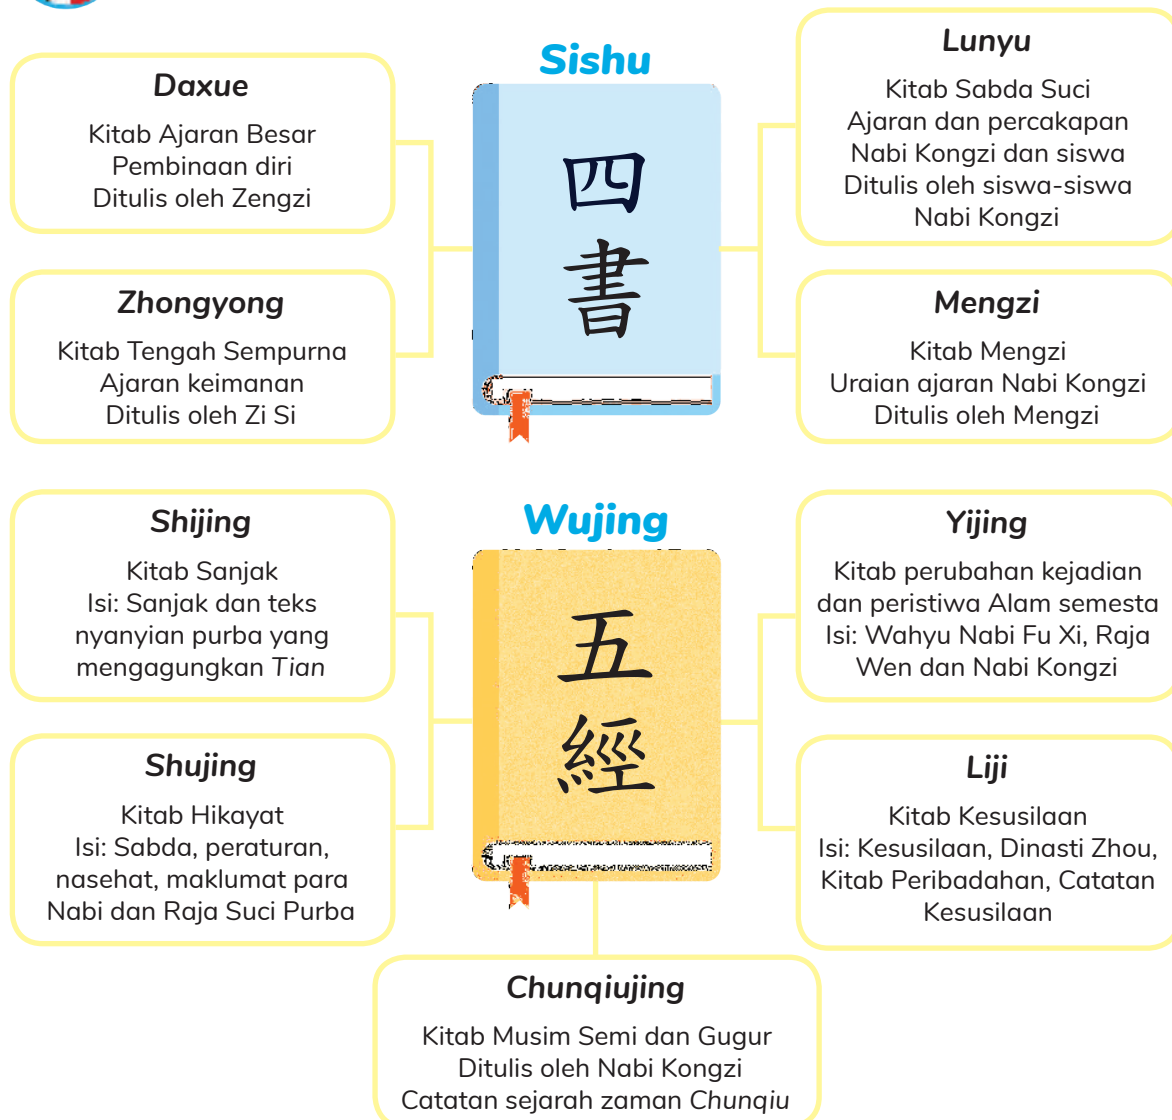 Sishu
四
書
Daxue
Kitab Ajaran Besar
Pembinaan diri
Ditulis oleh Zengzi
Zhongyong
Kitab Tengah Sempurna
Ajaran keimanan
Ditulis oleh Zi Si
Lunyu
Kitab Sabda Suci
Ajaran dan percakapan
Nabi Kongzi dan siswa
Ditulis oleh siswa-siswa
Nabi Kongzi
Mengzi
Kitab Mengzi
Uraian ajaran Nabi Kongzi
Ditulis oleh Mengzi
Wujing
五
經
Shijing
Kitab Sanjak
Isi: Sanjak dan teks
nyanyian purba yang
mengagungkan Tian
Shujing
Kitab Hikayat
Isi: Sabda, peraturan,
nasehat, maklumat para
Nabi dan Raja Suci Purba
Yijing
Kitab perubahan kejadian
dan peristiwa Alam semesta
Isi: Wahyu Nabi Fu Xi, Raja
Wen dan Nabi Kongzi
Liji
Kitab Kesusilaan
Isi: Kesusilaan, Dinasti Zhou,
Kitab Peribadahan, Catatan
Kesusilaan
Chunqiujing
Kitab Musim Semi dan Gugur
Ditulis oleh Nabi Kongzi
Catatan sejarah zaman Chunqiu